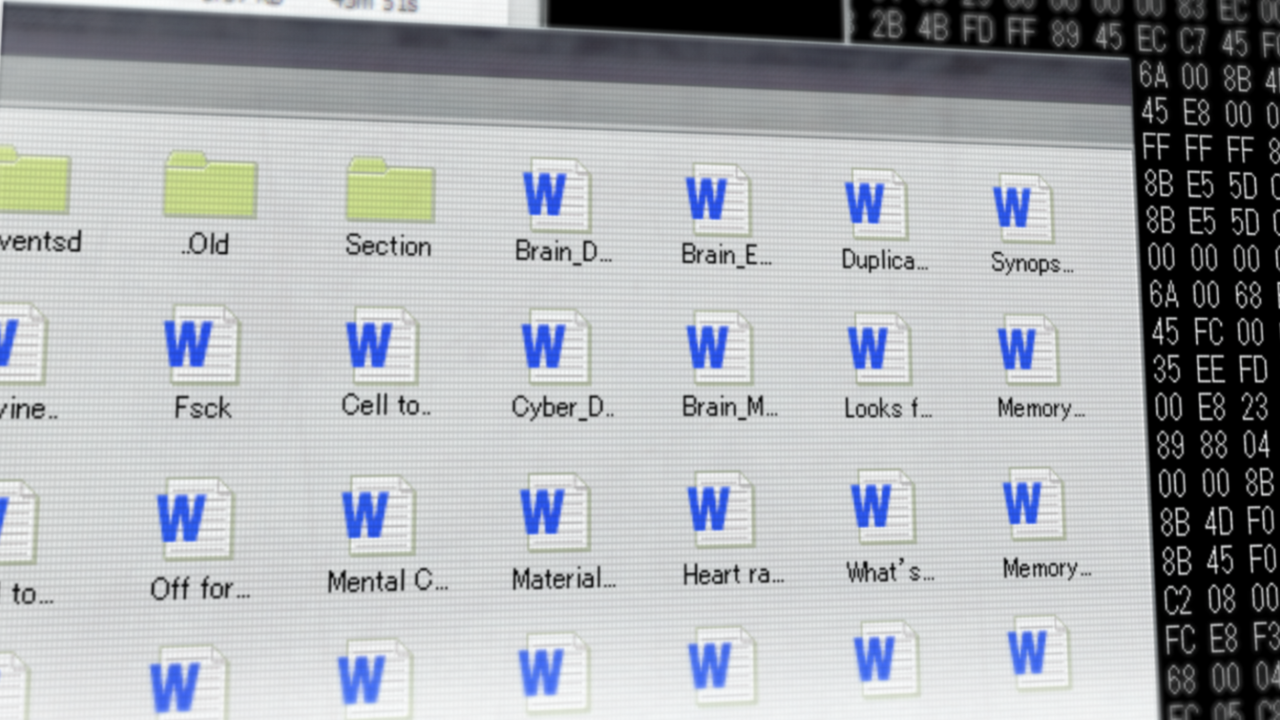 43m 51s
00 83 EC
2B 4B FD FF 89 45 EC C7 45
6A 00 8B
45 E8 00
FF FF FF
8B E5 5D
8B E5 5D
00 00 00
6A 00 68
45 FC 00
35 EE FD
00 E8 23
89 88 04
00 00 8B
8B 4D F0
8B 45 F0
C2 08 00
FC E8 F3
68 00 04
ventsd ..Old Section Brain_D... Brain_E... Duplica... Synops...
vine.. Fsck Cell to.. Cyber_D.. Brain_M... Looks f... Memory...
to... Off for... Mental C... Material... Heart ra... What's... Memory...
W W W W
W W W W W W W
W W W W W W
W W W W W W